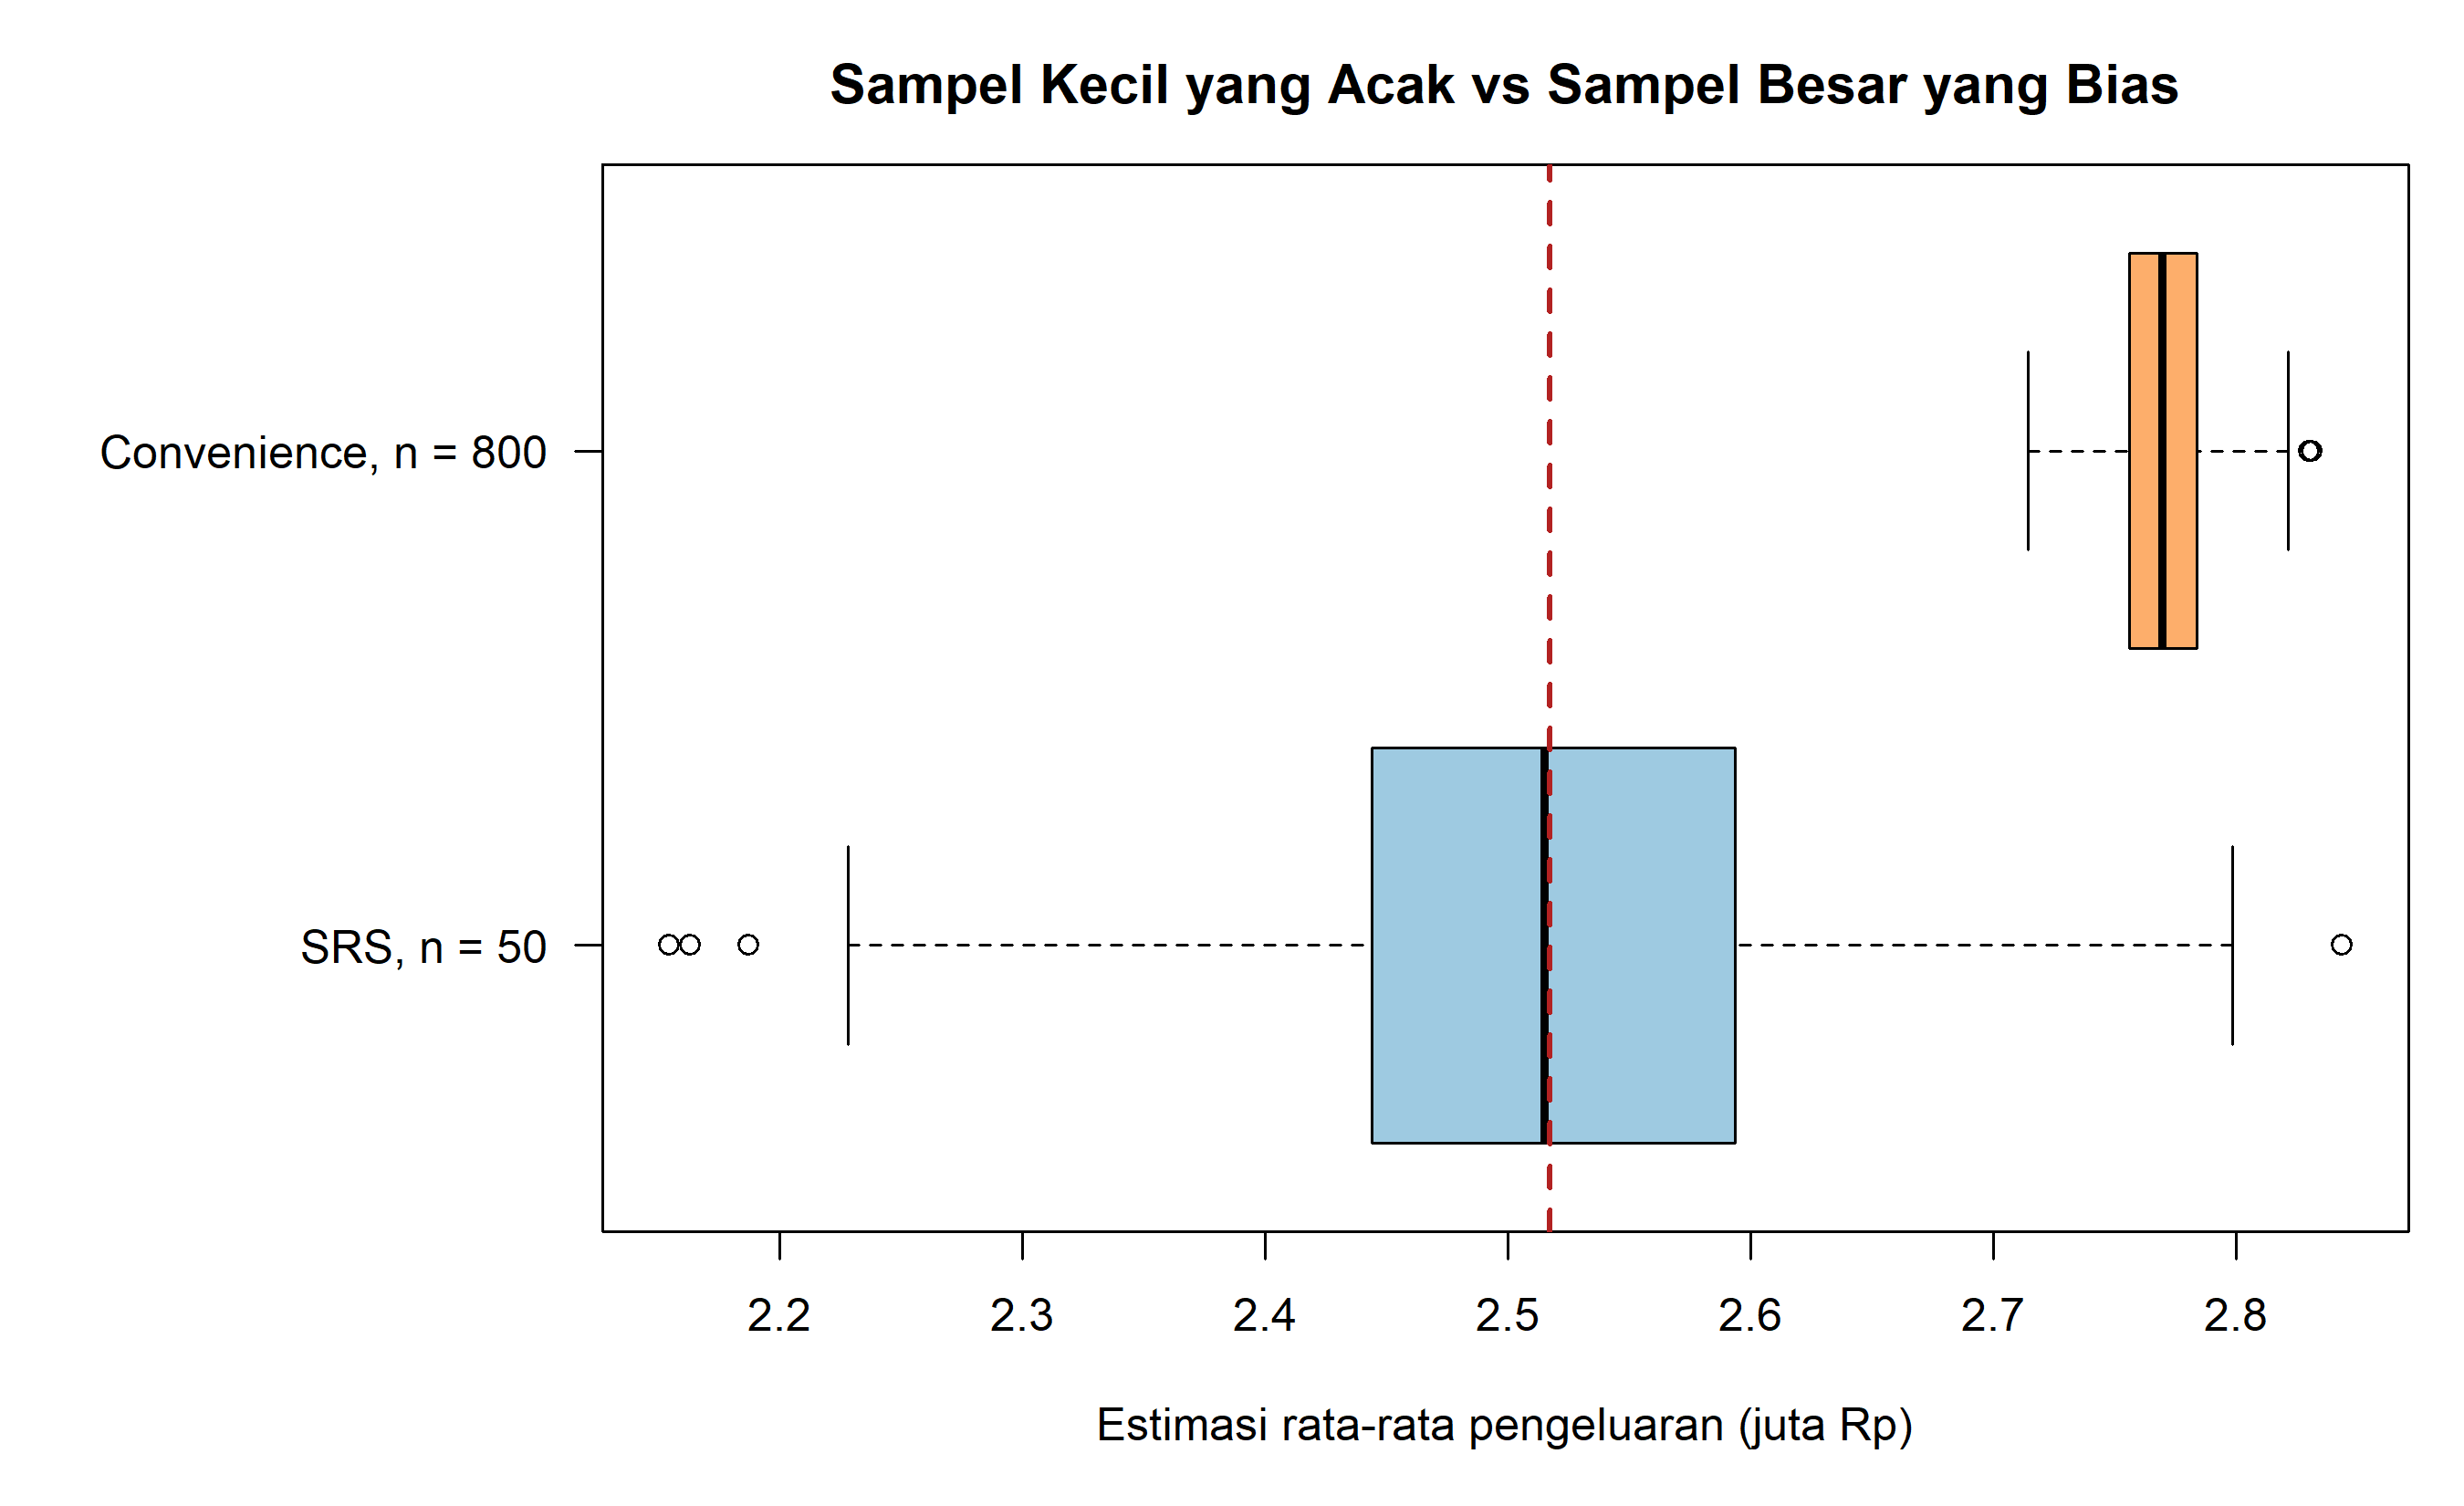 Sampel Kecil yang Acak vs Sampel Besar yang Bias
Convenience, n = 800
SRS, n = 50
2.2 2.3 2.4 2.5 2.6 2.7 2.8
Estimasi rata-rata pengeluaran (juta Rp)